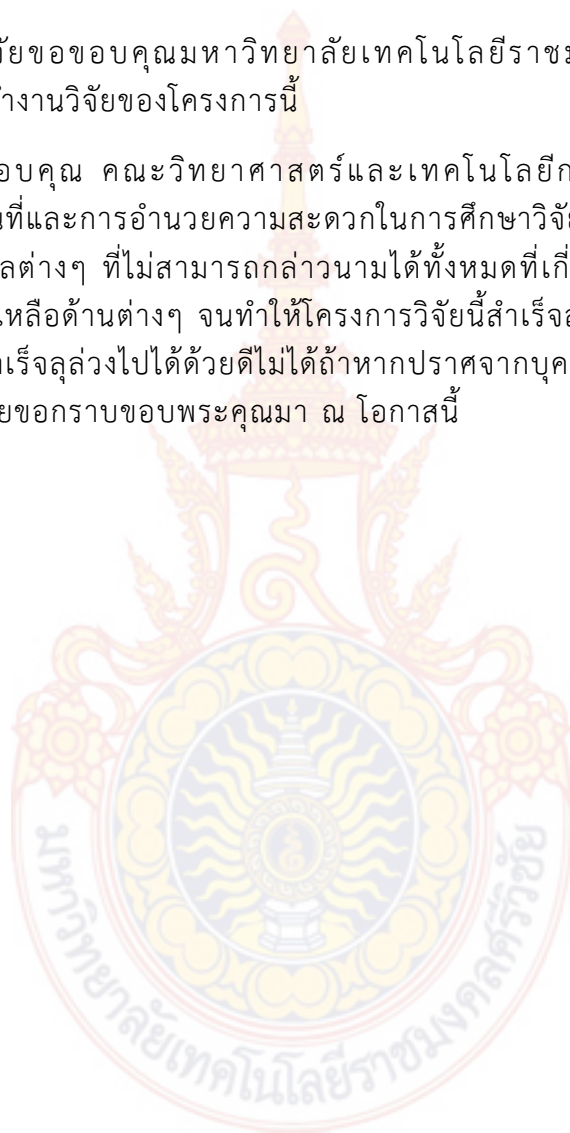 วิจัยขอขอบคุณมหาวิทยาลัยเทคโนโลยีราชม
ทำงานวิจัยของโครงการนี้
อบคุณ คณะวิทยาศาสตร์และเทคโนโลยีก
นที่และการอำนวยความสะดวกในการศึกษาวิจัย
ลต่างๆ ที่ไม่สามารถกล่าวนามได้ทั้งหมดที่เกี่
เหลือด้านต่างๆ จนทำให้โครงการวิจัยนี้สำเร็จล
าเร็จลุล่วงไปได้ด้วยดีไม่ได้ถ้าหากปราศจากบุค
ยขอกราบขอบพระคุณมา ณ โอกาสนี้
มหาวิทยาลัยเทคโนโลยีราชมงคลศรีวิชัย